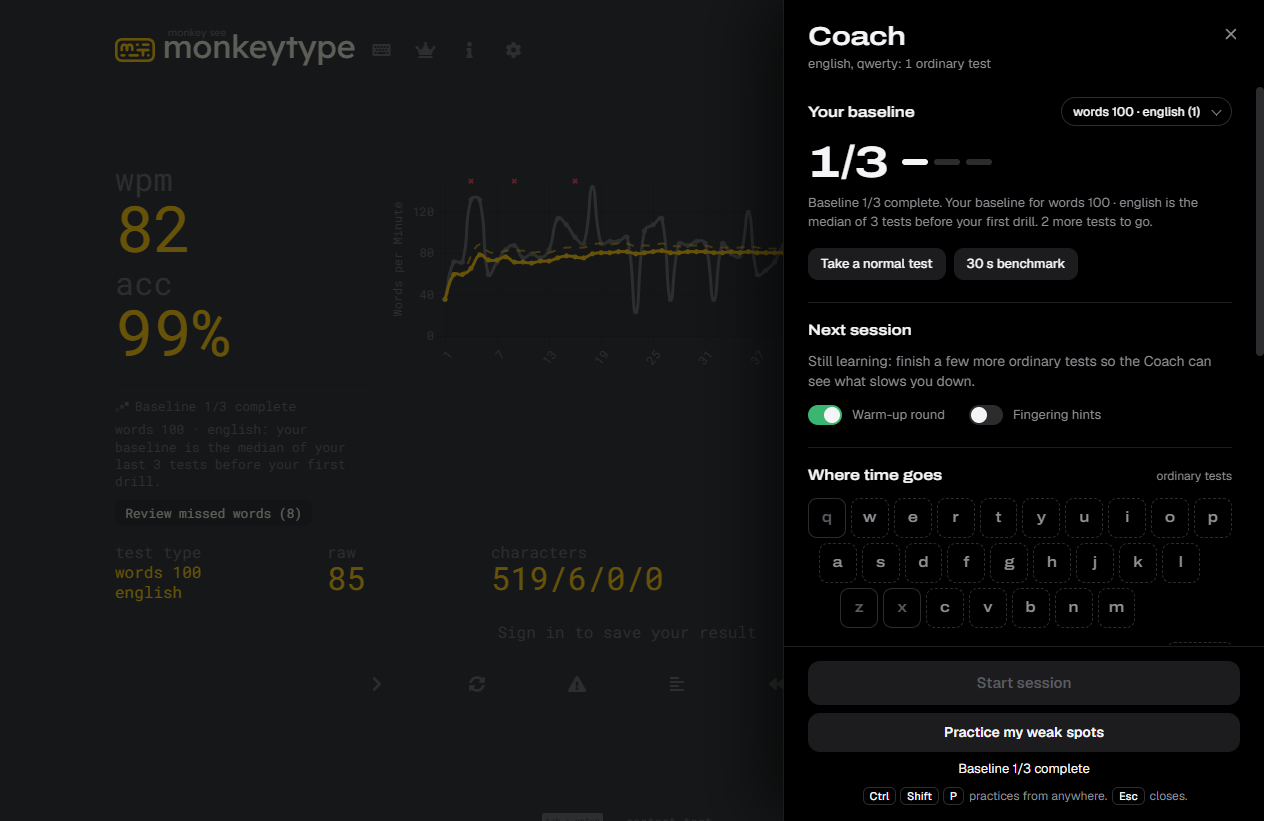 monkey see
monkeytype
wpm
82
acc
99%
Words per Minute
120
80
40
0
1
7
13
19
25
31
37
Baseline 1/3 complete
words 100 · english: your
baseline is the median of your
last 3 tests before your first
drill.
Review missed words (8)
test type
words 100
english
raw
85
characters
519/6/0/0
Sign in to save your result
Coach
english, qwerty: 1 ordinary test
Your baseline
words 100 · english (1)
1/3
Baseline 1/3 complete. Your baseline for words 100 · english is the
median of 3 tests before your first drill. 2 more tests to go.
Take a normal test
30 s benchmark
Next session
Still learning: finish a few more ordinary tests so the Coach can
see what slows you down.
Warm-up round
Fingering hints
Where time goes
ordinary tests
q w e r t y u i o p
a s d f g h j k l
z x c v b n m
Start session
Practice my weak spots
Baseline 1/3 complete
Ctrl Shift P practices from anywhere. Esc closes.